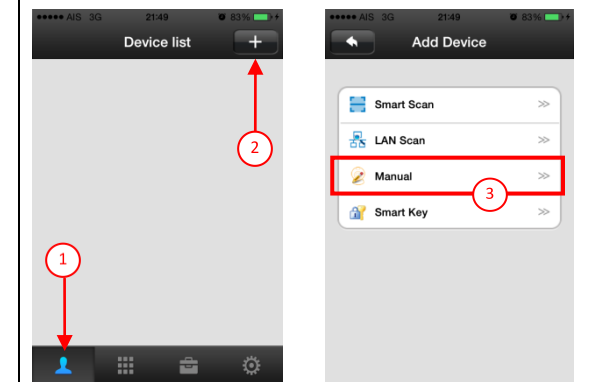 AIS 3G 21:49 83%
Device list +
2
1
AIS 3G 21:49 83%
Add Device
Smart Scan
LAN Scan
Manual
3
Smart Key